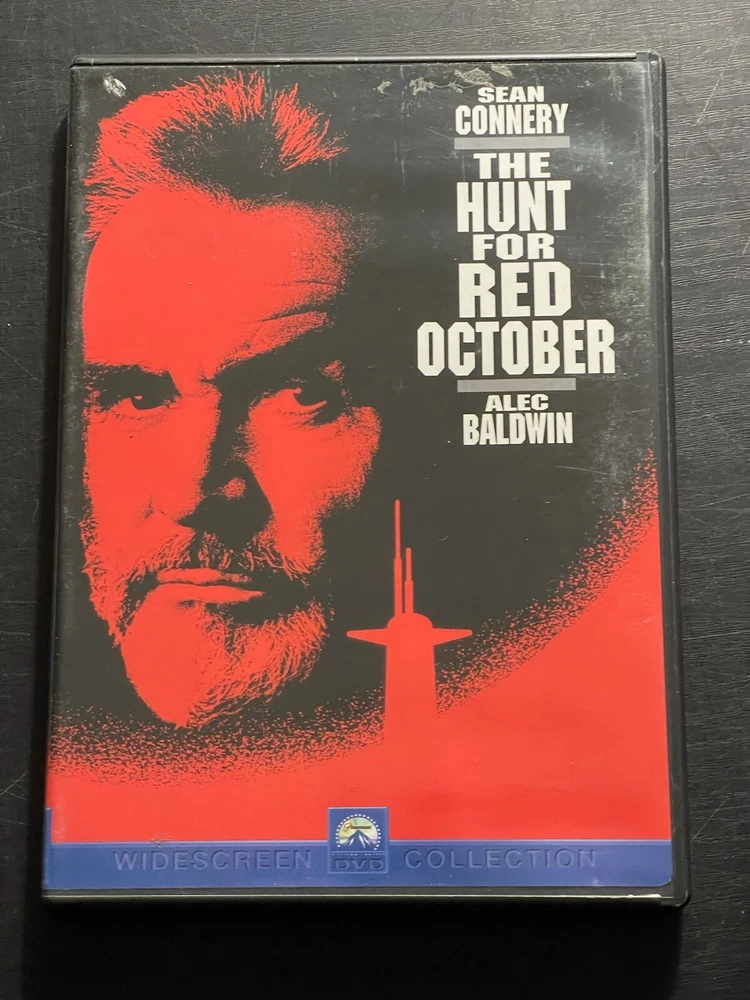 SEAN
CONNERY
THE
HUNT
FOR
RED
OCTOBER
ALEC
BALDWIN
WIDESCREEN DVD COLLECTION